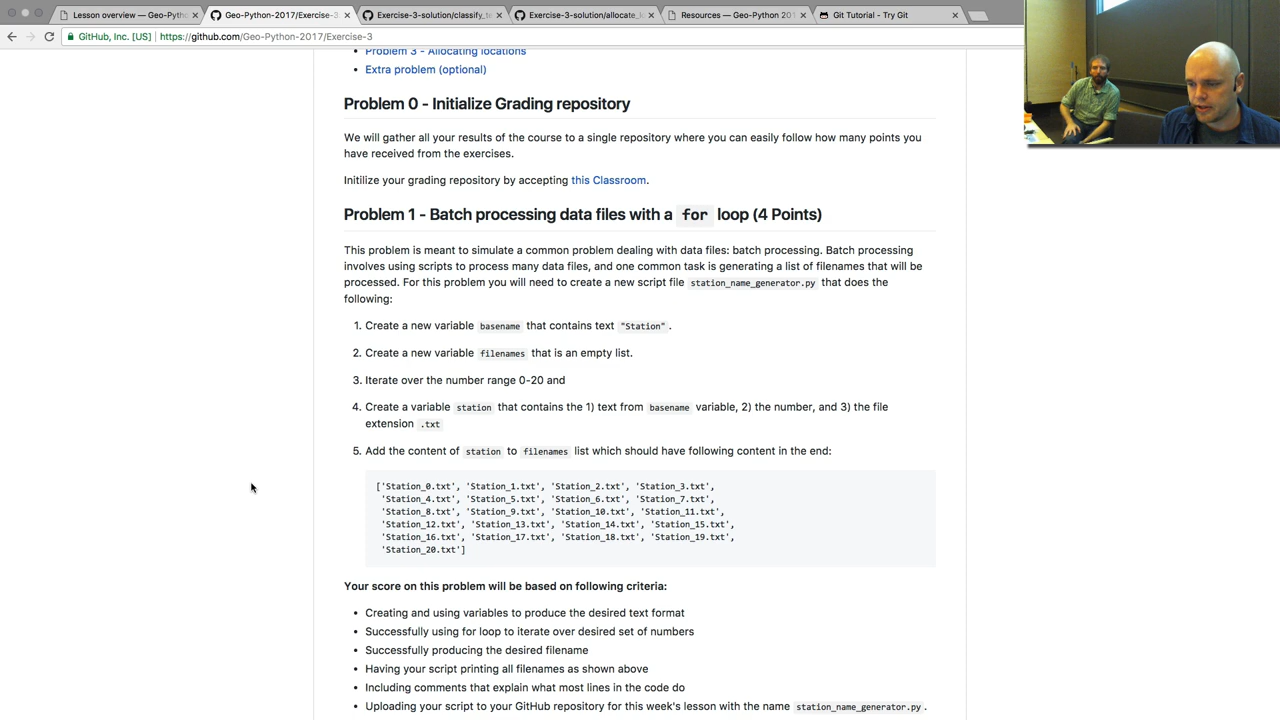 Lesson overview — Geo-Pytho
Geo-Python-2017/Exercise-3
Exercise-3-solution/classify_te
Exercise-3-solution/allocate_lo
Resources — Geo-Python 201
Git Tutorial - Try Git
GitHub, Inc. [US] https://github.com/Geo-Python-2017/Exercise-3
Problem 3 - Allocating locations
Extra problem (optional)
Problem 0 - Initialize Grading repository
We will gather all your results of the course to a single repository where you can easily follow how many points you
have received from the exercises.
Initilize your grading repository by accepting this Classroom.
Problem 1 - Batch processing data files with a for loop (4 Points)
This problem is meant to simulate a common problem dealing with data files: batch processing. Batch processing
involves using scripts to process many data files, and one common task is generating a list of filenames that will be
processed. For this problem you will need to create a new script file station_name_generator.py that does the
following:
1. Create a new variable basename that contains text "Station".
2. Create a new variable filenames that is an empty list.
3. Iterate over the number range 0-20 and
4. Create a variable station that contains the 1) text from basename variable, 2) the number, and 3) the file
extension .txt
5. Add the content of station to filenames list which should have following content in the end:
['Station_0.txt', 'Station_1.txt', 'Station_2.txt', 'Station_3.txt',
'Station_4.txt', 'Station_5.txt', 'Station_6.txt', 'Station_7.txt',
'Station_8.txt', 'Station_9.txt', 'Station_10.txt', 'Station_11.txt',
'Station_12.txt', 'Station_13.txt', 'Station_14.txt', 'Station_15.txt',
'Station_16.txt', 'Station_17.txt', 'Station_18.txt', 'Station_19.txt',
'Station_20.txt']
Your score on this problem will be based on following criteria:
• Creating and using variables to produce the desired text format
• Successfully using for loop to iterate over desired set of numbers
• Successfully producing the desired filename
• Having your script printing all filenames as shown above
• Including comments that explain what most lines in the code do
• Uploading your script to your GitHub repository for this week's lesson with the name station_name_generator.py.